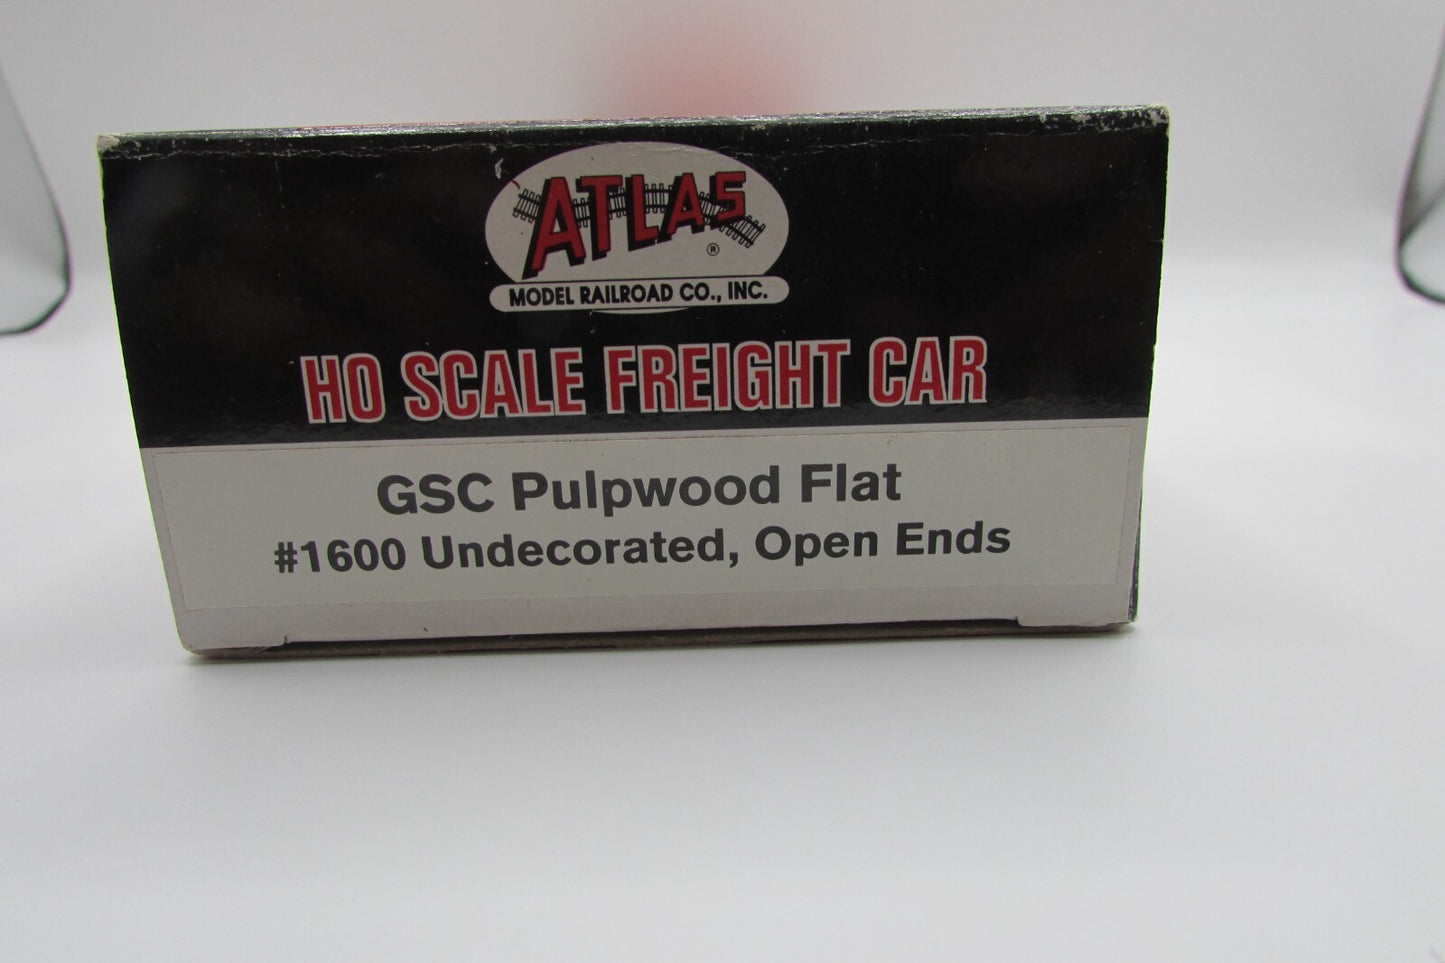 ATLAS
®
MODEL RAILROAD CO., INC.
HO SCALE FREIGHT CAR
GSC Pulpwood Flat
#1600 Undecorated, Open Ends